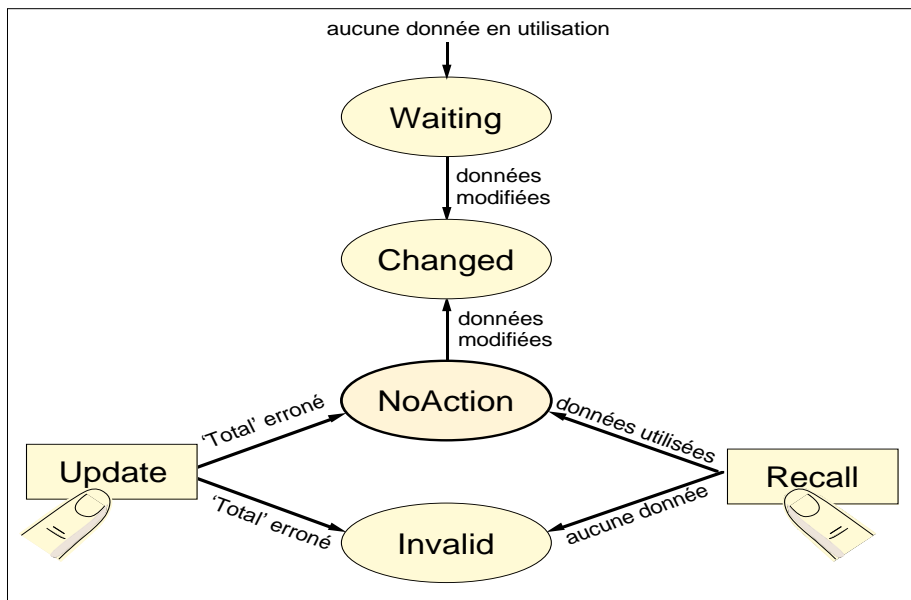 aucune donnée en utilisation
Waiting
données
modifiées
Changed
données
modifiées
NoAction
‘Total’ erroné
données utilisées
Update
Recall
‘Total’ erroné
aucune donnée
Invalid